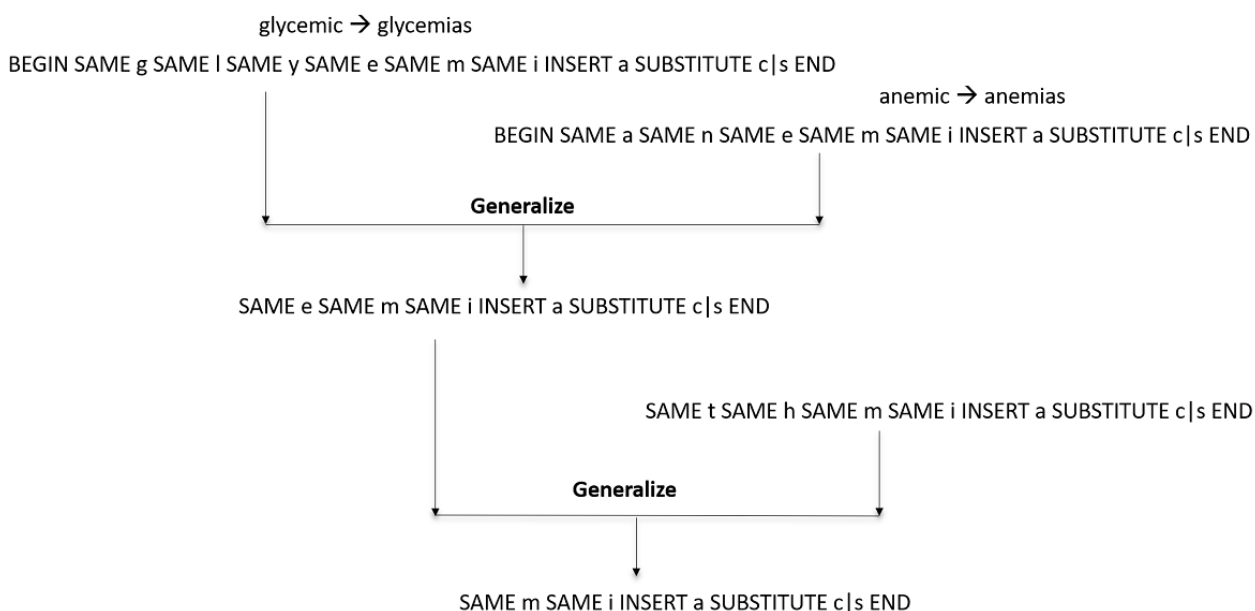 glycemic → glycemias
BEGIN SAME g SAME l SAME y SAME e SAME m SAME i INSERT a SUBSTITUTE c|s END
anemic → anemias
BEGIN SAME a SAME n SAME e SAME m SAME i INSERT a SUBSTITUTE c|s END
Generalize
SAME e SAME m SAME i INSERT a SUBSTITUTE c|s END
SAME t SAME h SAME m SAME i INSERT a SUBSTITUTE c|s END
Generalize
SAME m SAME i INSERT a SUBSTITUTE c|s END